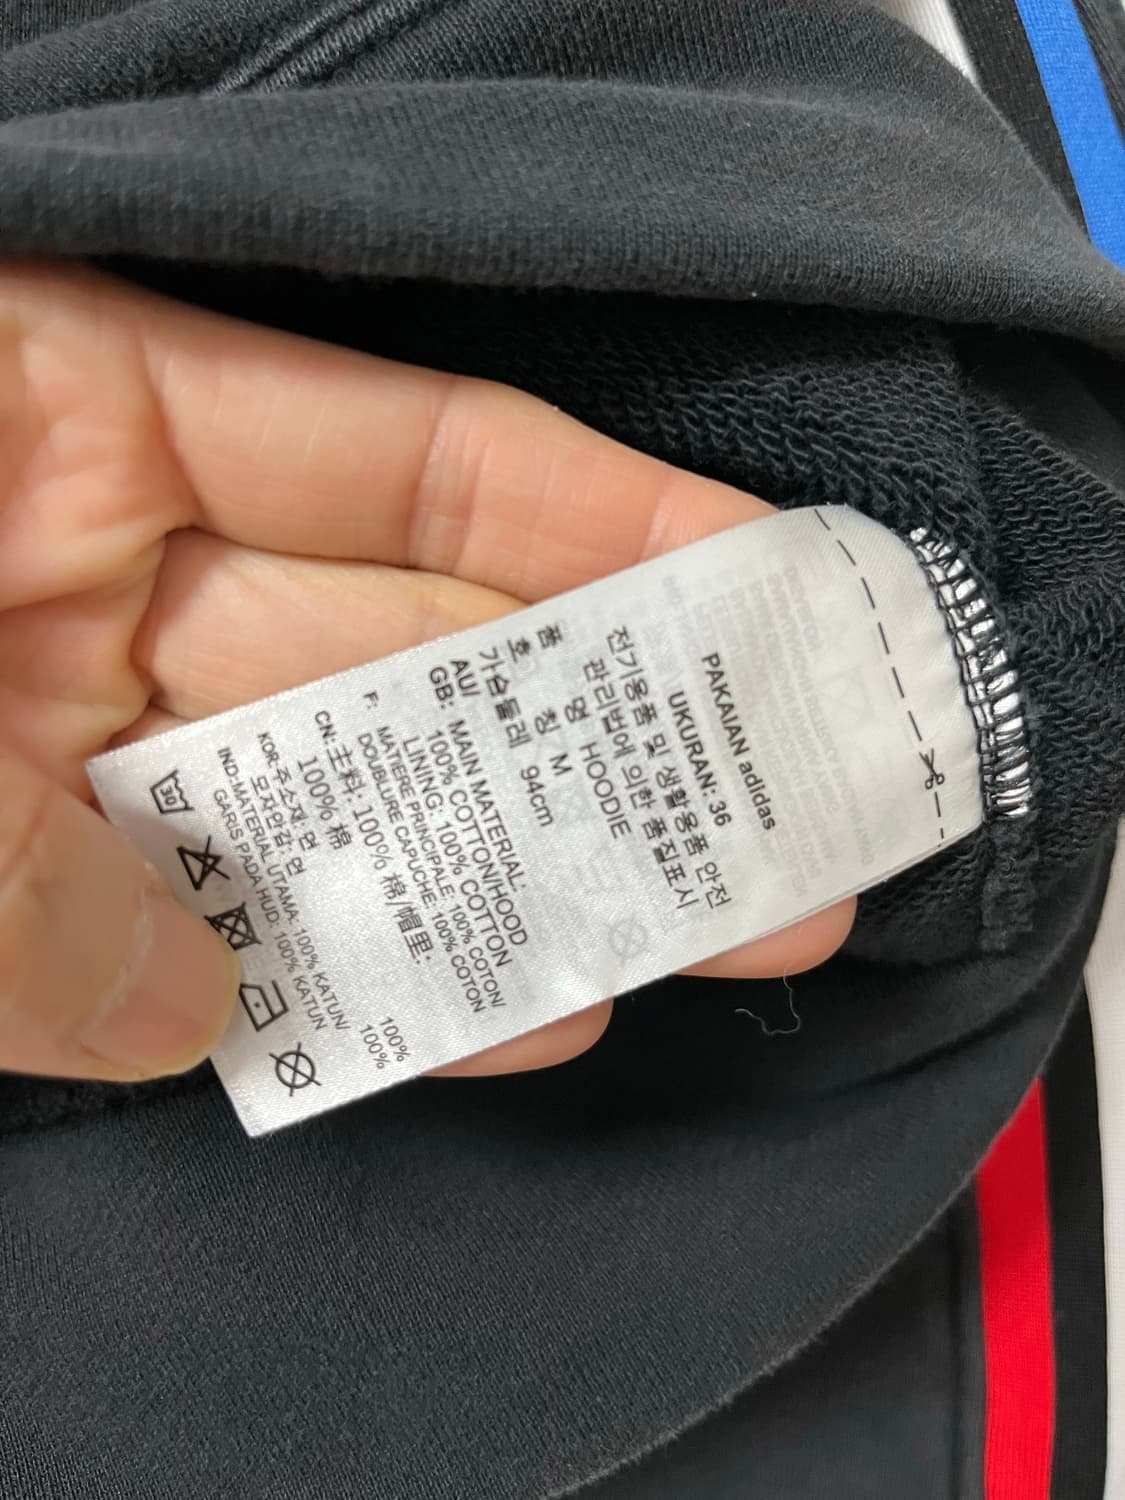 PAKAIAN adidas
UKURAN: 36
전기용품 및 생활용품 안전
관리법에 의한 품질표시
품 명 HOODIE
호 칭 M
가슴둘레 94cm
AU/
GB: MAIN MATERIAL:
100% COTTON/HOOD
LINING: 100% COTTON
F: MATIERE PRINCIPALE: 100% COTON/
DOUBLURE CAPUCHE: 100% COTON
CN: 主料: 100% 棉/帽里: 100%
100% 棉 100%
KOR: 주소재: 면
모자안감: 면
IND-MATERIAL UTAMA: 100% KATUN/
GARIS PADA HUD: 100% KATUN
30